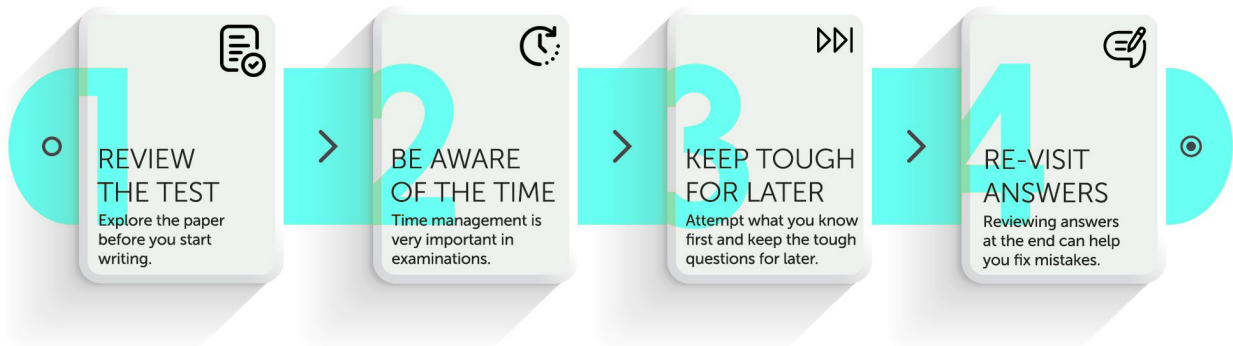 1
REVIEW
THE TEST
Explore the paper
before you start
writing.
2
BE AWARE
OF THE TIME
Time management is
very important in
examinations.
3
KEEP TOUGH
FOR LATER
Attempt what you know
first and keep the tough
questions for later.
4
RE-VISIT
ANSWERS
Reviewing answers
at the end can help
you fix mistakes.